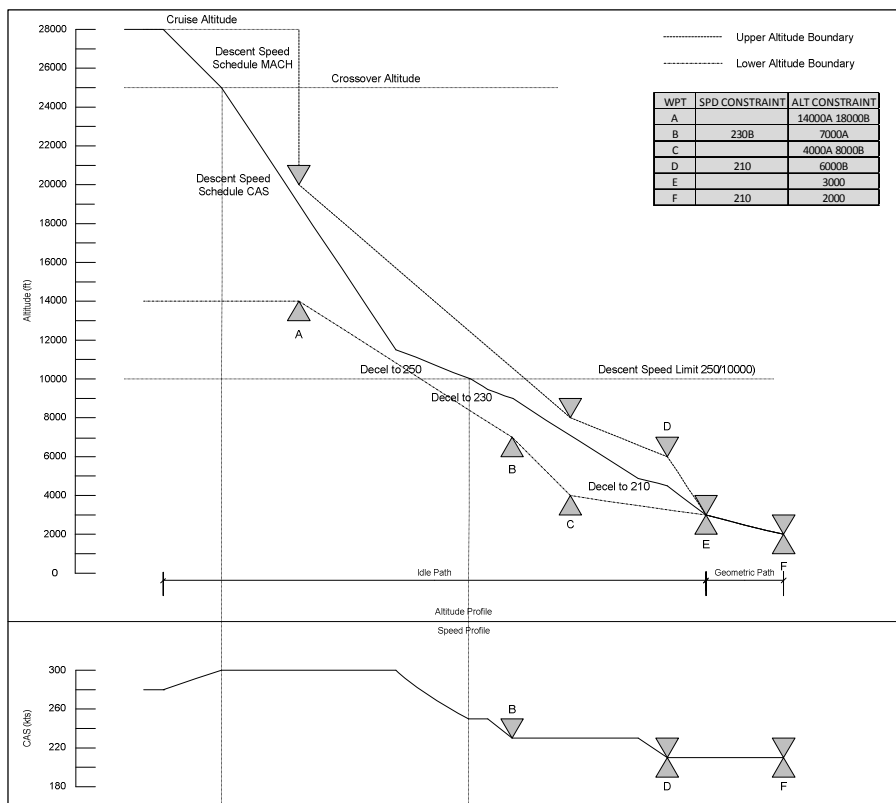 Cruise Altitude
28000
26000
24000
22000
20000
18000
16000
14000
12000
10000
8000
6000
4000
2000
0
Altitude (ft)
Descent Speed
Schedule MACH
Crossover Altitude
Descent Speed
Schedule CAS
Upper Altitude Boundary
Lower Altitude Boundary
WPT SPD CONSTRAINT ALT CONSTRAINT
A 14000A 18000B
B 230B 7000A
C 4000A 8000B
D 210 6000B
E 3000
F 210 2000
A
Decel to 250
Descent Speed Limit 250/10000)
Decel to 230
D
B
Decel to 210
C
E
F
Idle Path
Geometric Path
Altitude Profile
Speed Profile
300
260
220
180
CAS (kts)
B
D
F